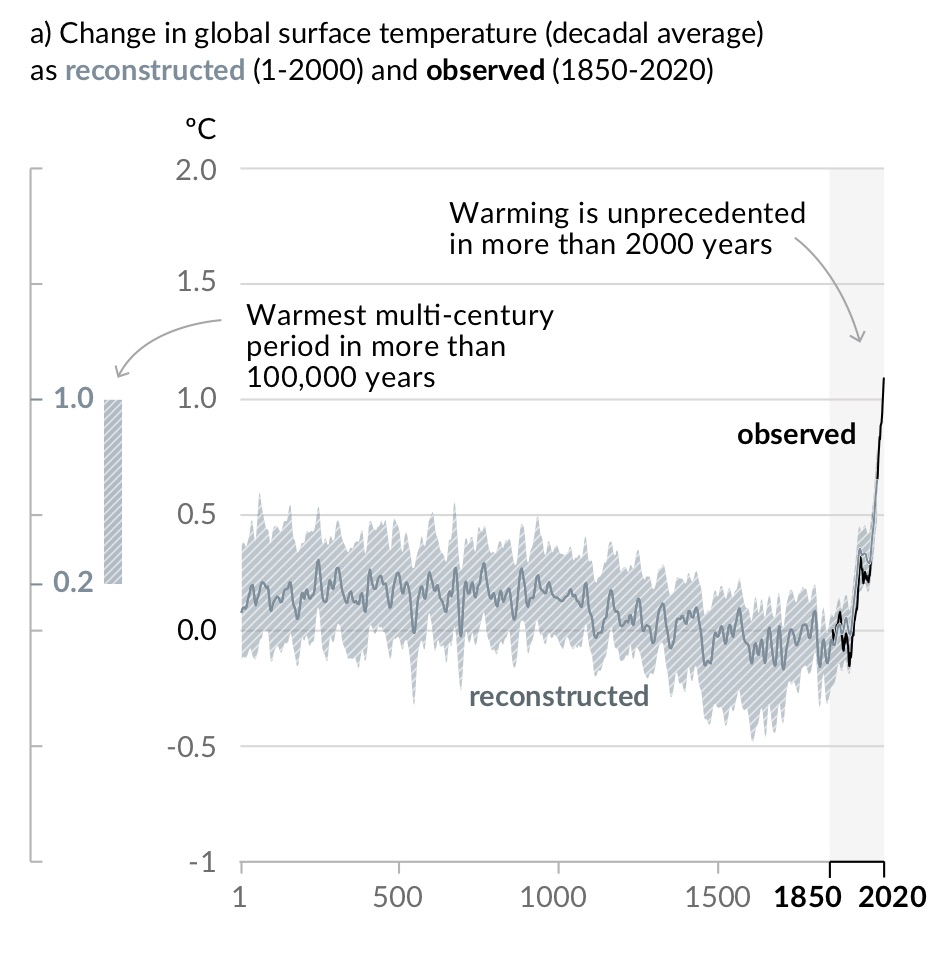 a) Change in global surface temperature (decadal average)
as reconstructed (1-2000) and observed (1850-2020)
ºC
2.0
Warming is unprecedented
in more than 2000 years
1.5
Warmest multi-century
period in more than
100,000 years
1.0
1.0
observed
0.5
0.2
0.0
reconstructed
-0.5
-1
1 500 1000 1500 1850 2020